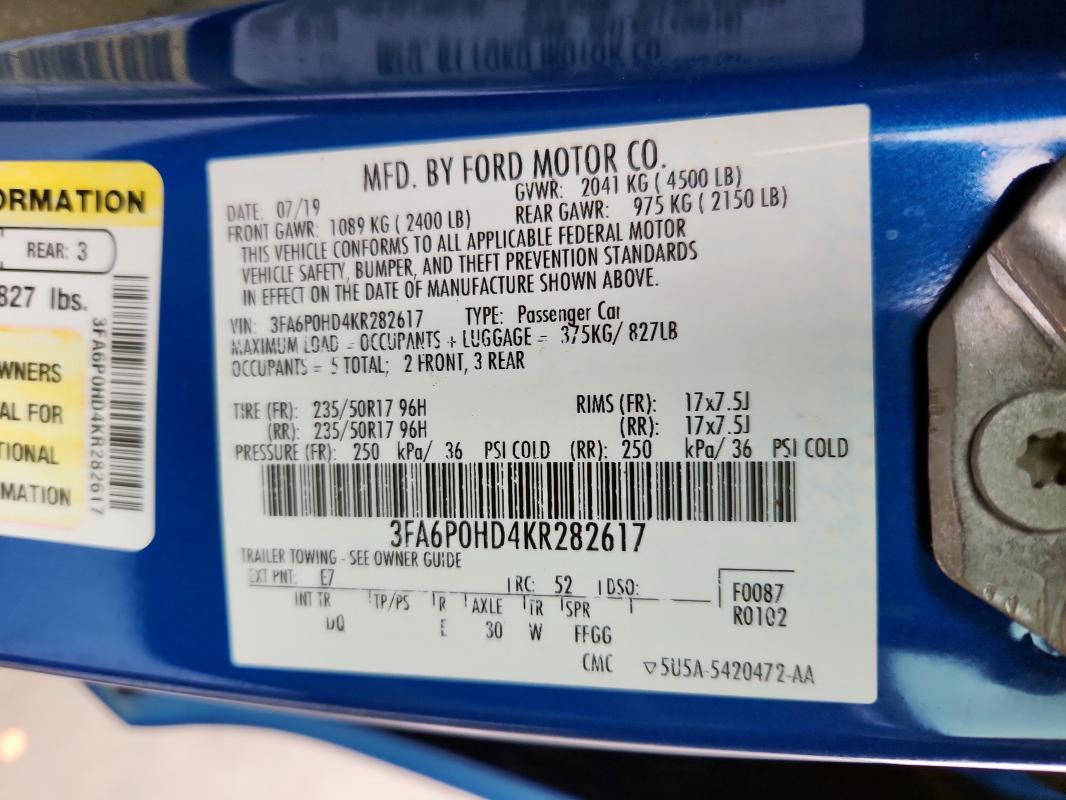 ORMATION
REAR: 3
827 lbs.
WNERS
AL FOR
TIONAL
MATION
3FA6P0HD4KR282617
MFD. BY FORD MOTOR CO.
DATE: 07/19 GVWR: 2041 KG ( 4500 LB)
FRONT GAWR: 1089 KG ( 2400 LB) REAR GAWR: 975 KG ( 2150 LB)
THIS VEHICLE CONFORMS TO ALL APPLICABLE FEDERAL MOTOR
VEHICLE SAFETY, BUMPER, AND THEFT PREVENTION STANDARDS
IN EFFECT ON THE DATE OF MANUFACTURE SHOWN ABOVE.
VIN: 3FA6P0HD4KR282617 TYPE: Passenger Car
MAXIMUM LOAD = OCCUPANTS + LUGGAGE = 375KG/ 827LB
OCCUPANTS = 5 TOTAL; 2 FRONT, 3 REAR
TIRE (FR): 235/50R17 96H RIMS (FR): 17x7.5J
(RR): 235/50R17 96H (RR): 17x7.5J
PRESSURE (FR): 250 kPa/ 36 PSI COLD (RR): 250 kPa/ 36 PSI COLD
3FA6P0HD4KR282617
TRAILER TOWING - SEE OWNER GUIDE
EXT PNT: E7 RC: 52 DSO: F0087
INT TR TP/PS R AXLE TR SPR R0102
DQ E 30 W FFGG
CMC ▽5U5A-5420472-AA